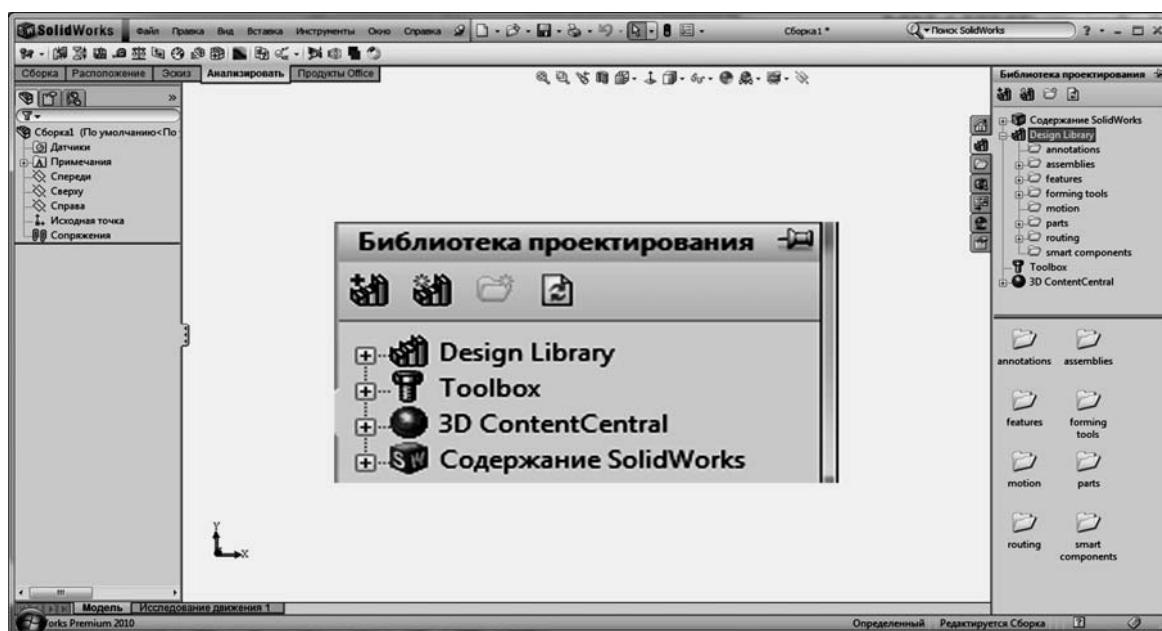 SolidWorks Файл Правка Вид Вставка Инструменты Окно Справка Сборка1 * Поиск SolidWorks
Сборка Расположение Эскиз Анализировать Продукты Office
Сборка1 (По умолчанию<По
Датчики
Примечания
Спереди
Сверху
Справа
Исходная точка
Сопряжения
Библиотека проектирования
Design Library
Toolbox
3D ContentCentral
Содержание SolidWorks
Y
X
Библиотека проектирования
Содержание SolidWorks
Design Library
annotations
assemblies
features
forming tools
motion
parts
routing
smart components
Toolbox
3D ContentCentral
annotations assemblies
features forming
tools
motion parts
routing smart
components
Модель Исследование движения 1
orks Premium 2010 Определенный Редактируется Сборка